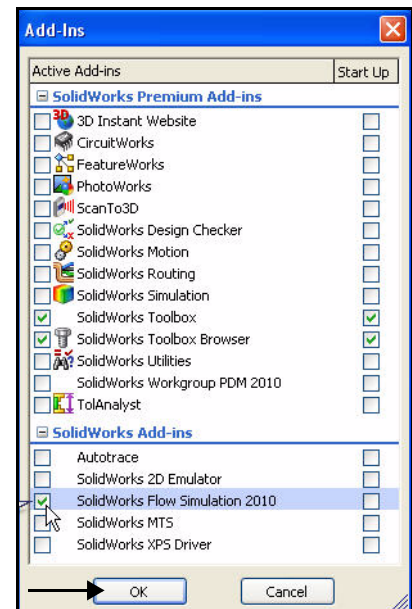 Add-Ins
Active Add-ins Start Up
SolidWorks Premium Add-ins
3D Instant Website
CircuitWorks
FeatureWorks
PhotoWorks
ScanTo3D
SolidWorks Design Checker
SolidWorks Motion
SolidWorks Routing
SolidWorks Simulation
SolidWorks Toolbox
SolidWorks Toolbox Browser
SolidWorks Utilities
SolidWorks Workgroup PDM 2010
TolAnalyst
SolidWorks Add-ins
Autotrace
SolidWorks 2D Emulator
SolidWorks Flow Simulation 2010
SolidWorks MTS
SolidWorks XPS Driver
OK Cancel